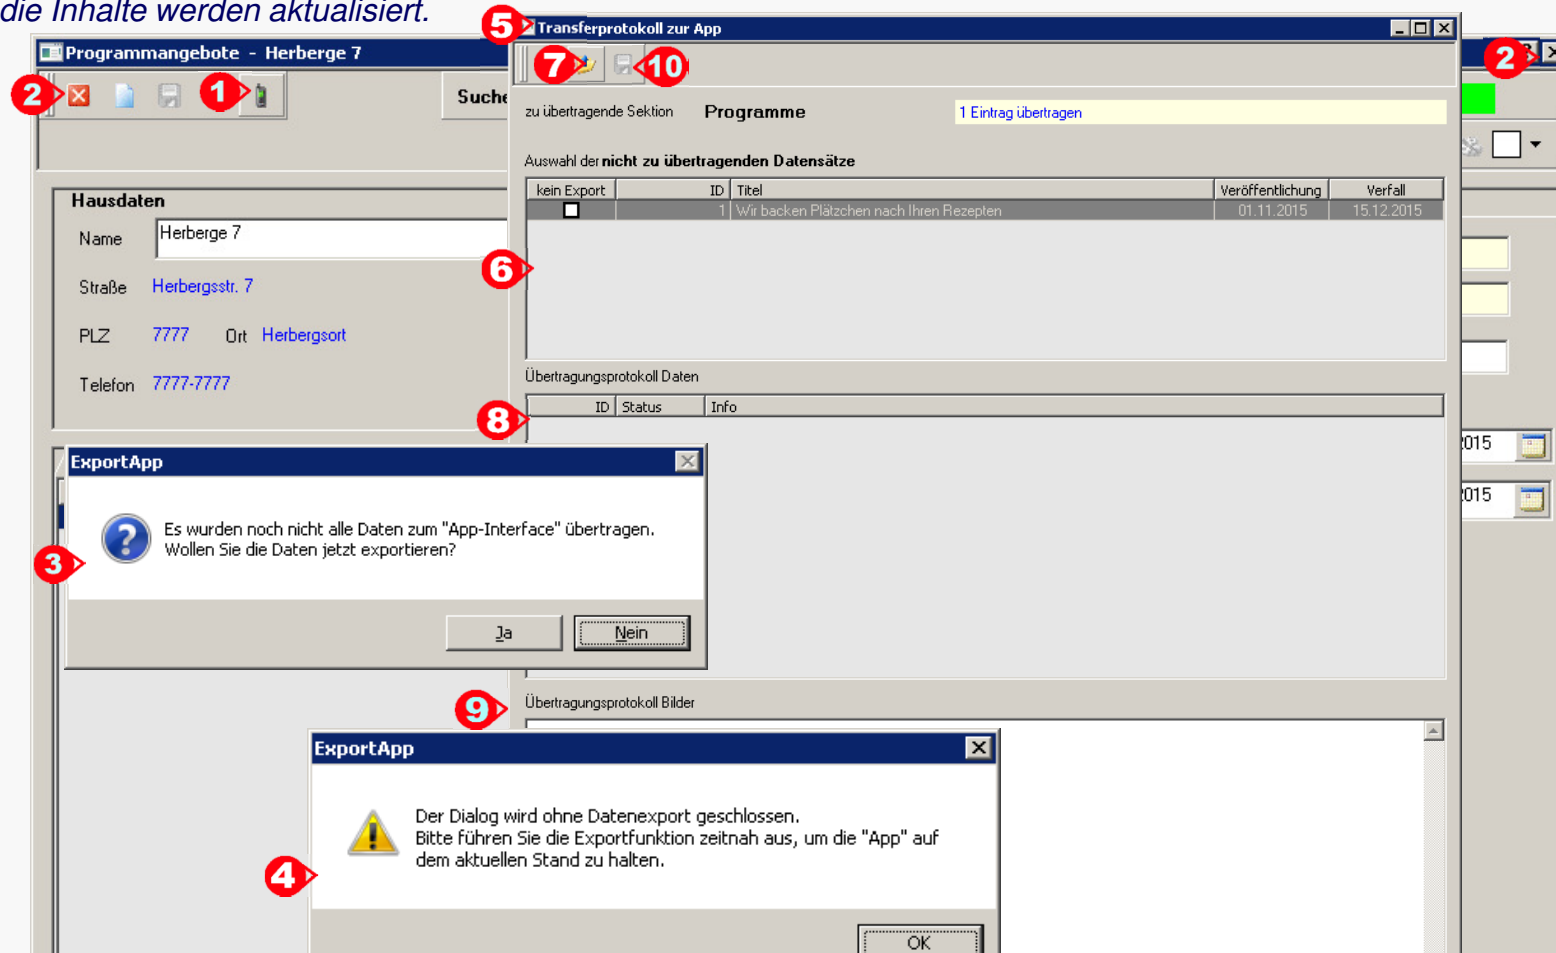 die Inhalte werden aktualisiert.
5
Transferprotokoll zur App
Programmangebote - Herberge 7
2
2
1
7
10
Suche
zu übertragende Sektion Programme 1 Eintrag übertragen
Auswahl der nicht zu übertragenden Datensätze
kein Export ID Titel Veröffentlichung Verfall
1 Wir backen Plätzchen nach Ihren Rezepten 01.11.2015 15.12.2015
6
Hausdaten
Name Herberge 7
Straße Herbergsstr. 7
PLZ 7777 Ort Herbergsort
Telefon 7777-7777
Übertragungsprotokoll Daten
ID Status Info
8
2015
2015
ExportApp
Es wurden noch nicht alle Daten zum "App-Interface" übertragen.
Wollen Sie die Daten jetzt exportieren?
3
Ja Nein
Übertragungsprotokoll Bilder
9
ExportApp
Der Dialog wird ohne Datenexport geschlossen.
Bitte führen Sie die Exportfunktion zeitnah aus, um die "App" auf
dem aktuellen Stand zu halten.
4
OK